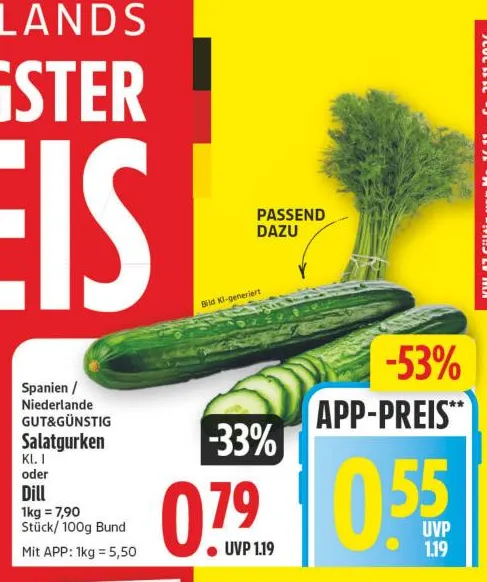 LANDS
GSTER
EIS
PASSEND
DAZU
Bild KI-generiert
-53%
Spanien /
Niederlande
GUT&GÜNSTIG
Salatgurken
Kl. I
oder
Dill
1kg = 7,90
Stück/ 100g Bund
Mit APP: 1kg = 5,50
-33%
0.79
UVP 1.19
APP-PREIS**
0.55
UVP
1.19